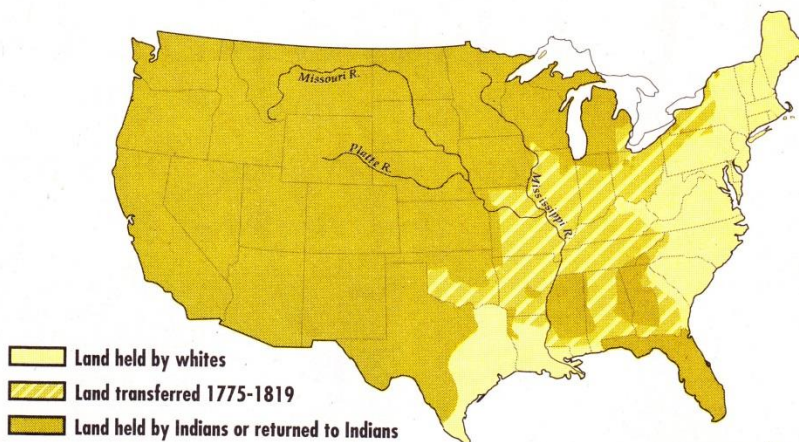 Missouri R.
Platte R.
Mississippi R.
Land held by whites
Land transferred 1775-1819
Land held by Indians or returned to Indians